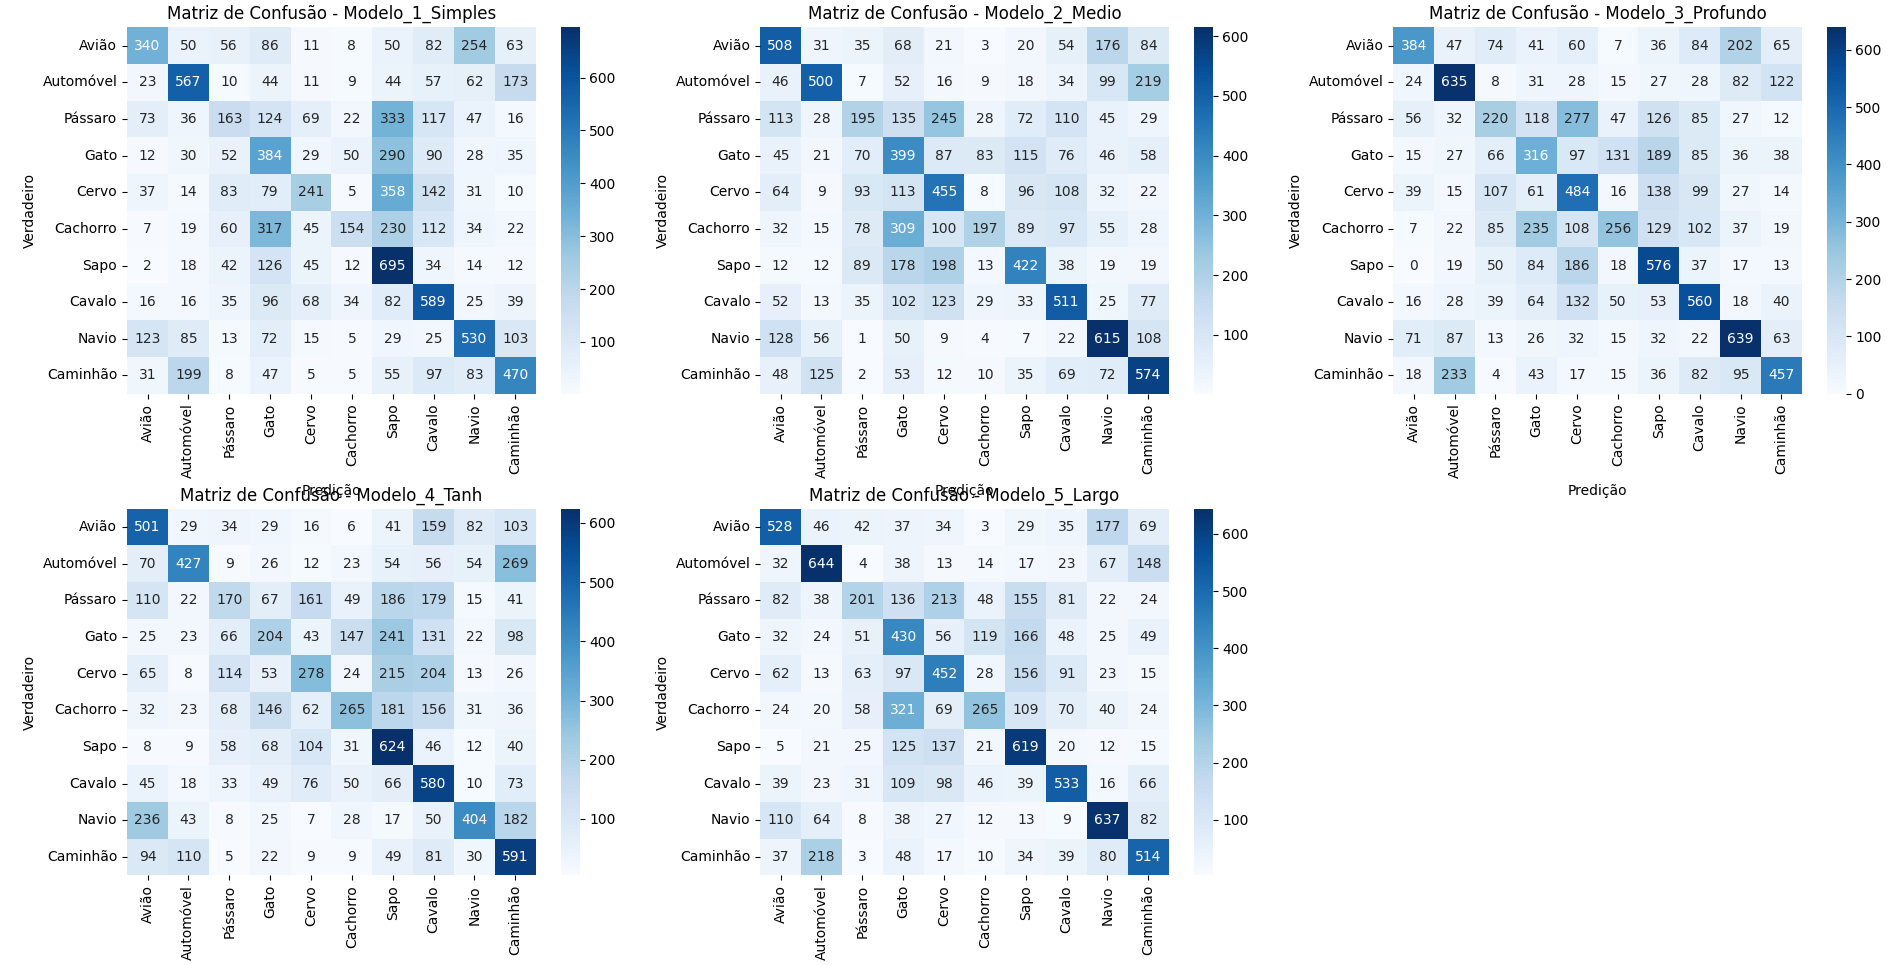 Matriz de Confusão - Modelo_1_Simples
Verdadeiro
Avião 340 50 56 86 11 8 50 82 254 63
Automóvel 23 567 10 44 11 9 44 57 62 173
Pássaro 73 36 163 124 69 22 333 117 47 16
Gato 12 30 52 384 29 50 290 90 28 35
Cervo 37 14 83 79 241 5 358 142 31 10
Cachorro 7 19 60 317 45 154 230 112 34 22
Sapo 2 18 42 126 45 12 695 34 14 12
Cavalo 16 16 35 96 68 34 82 589 25 39
Navio 123 85 13 72 15 5 29 25 530 103
Caminhão 31 199 8 47 5 5 55 97 83 470
Avião Automóvel Pássaro Gato Cervo Cachorro Sapo Cavalo Navio Caminhão
Predição
600
500
400
300
200
100
Matriz de Confusão - Modelo_2_Medio
Verdadeiro
Avião 508 31 35 68 21 3 20 54 176 84
Automóvel 46 500 7 52 16 9 18 34 99 219
Pássaro 113 28 195 135 245 28 72 110 45 29
Gato 45 21 70 399 87 83 115 76 46 58
Cervo 64 9 93 113 455 8 96 108 32 22
Cachorro 32 15 78 309 100 197 89 97 55 28
Sapo 12 12 89 178 198 13 422 38 19 19
Cavalo 52 13 35 102 123 29 33 511 25 77
Navio 128 56 1 50 9 4 7 22 615 108
Caminhão 48 125 2 53 12 10 35 69 72 574
Avião Automóvel Pássaro Gato Cervo Cachorro Sapo Cavalo Navio Caminhão
Predição
600
500
400
300
200
100
Matriz de Confusão - Modelo_3_Profundo
Verdadeiro
Avião 384 47 74 41 60 7 36 84 202 65
Automóvel 24 635 8 31 28 15 27 28 82 122
Pássaro 56 32 220 118 277 47 126 85 27 12
Gato 15 27 66 316 97 131 189 85 36 38
Cervo 39 15 107 61 484 16 138 99 27 14
Cachorro 7 22 85 235 108 256 129 102 37 19
Sapo 0 19 50 84 186 18 576 37 17 13
Cavalo 16 28 39 64 132 50 53 560 18 40
Navio 71 87 13 26 32 15 32 22 639 63
Caminhão 18 233 4 43 17 15 36 82 95 457
Avião Automóvel Pássaro Gato Cervo Cachorro Sapo Cavalo Navio Caminhão
Predição
600
500
400
300
200
100
0
Matriz de Confusão - Modelo_4_Tanh
Verdadeiro
Avião 501 29 34 29 16 6 41 159 82 103
Automóvel 70 427 9 26 12 23 54 56 54 269
Pássaro 110 22 170 67 161 49 186 179 15 41
Gato 25 23 66 204 43 147 241 131 22 98
Cervo 65 8 114 53 278 24 215 204 13 26
Cachorro 32 23 68 146 62 265 181 156 31 36
Sapo 8 9 58 68 104 31 624 46 12 40
Cavalo 45 18 33 49 76 50 66 580 10 73
Navio 236 43 8 25 7 28 17 50 404 182
Caminhão 94 110 5 22 9 9 49 81 30 591
Avião Automóvel Pássaro Gato Cervo Cachorro Sapo Cavalo Navio Caminhão
600
500
400
300
200
100
Matriz de Confusão - Modelo_5_Largo
Verdadeiro
Avião 528 46 42 37 34 3 29 35 177 69
Automóvel 32 644 4 38 13 14 17 23 67 148
Pássaro 82 38 201 136 213 48 155 81 22 24
Gato 32 24 51 430 56 119 166 48 25 49
Cervo 62 13 63 97 452 28 156 91 23 15
Cachorro 24 20 58 321 69 265 109 70 40 24
Sapo 5 21 25 125 137 21 619 20 12 15
Cavalo 39 23 31 109 98 46 39 533 16 66
Navio 110 64 8 38 27 12 13 9 637 82
Caminhão 37 218 3 48 17 10 34 39 80 514
Avião Automóvel Pássaro Gato Cervo Cachorro Sapo Cavalo Navio Caminhão
600
500
400
300
200
100